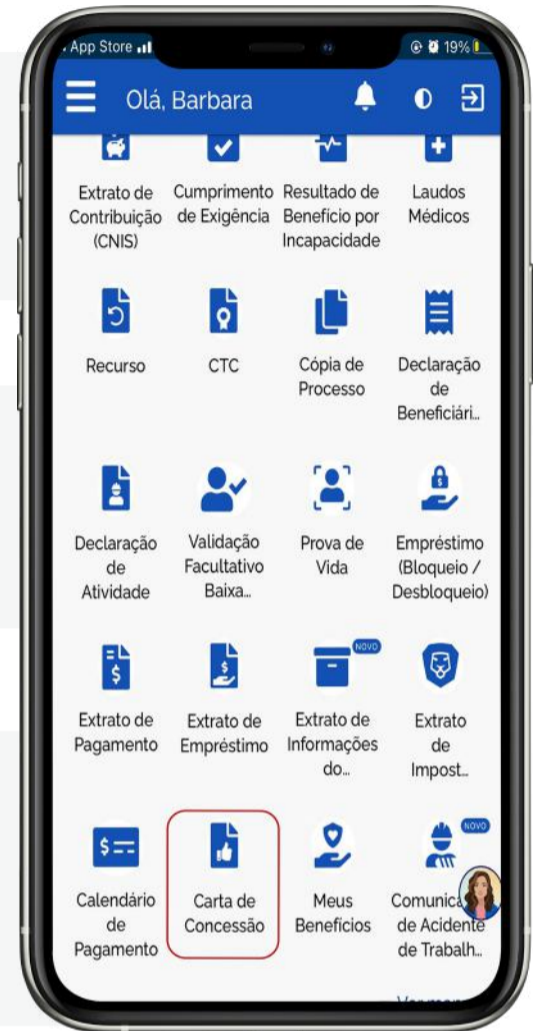 App Store
19%
Olá, Barbara
Extrato de
Contribuição
(CNIS)
Cumprimento
de Exigência
Resultado de
Benefício por
Incapacidade
Laudos
Médicos
Recurso
CTC
Cópia de
Processo
Declaração
de
Beneficiári...
Declaração
de
Atividade
Validação
Facultativo
Baixa...
Prova de
Vida
Empréstimo
(Bloqueio /
Desbloqueio)
NOVO
Extrato de
Pagamento
Extrato de
Empréstimo
Extrato de
Informações
do...
Extrato
de
Impost...
NOVO
Calendário
de
Pagamento
Carta de
Concessão
Meus
Benefícios
Comunica
de Acidente
de Trabalh...